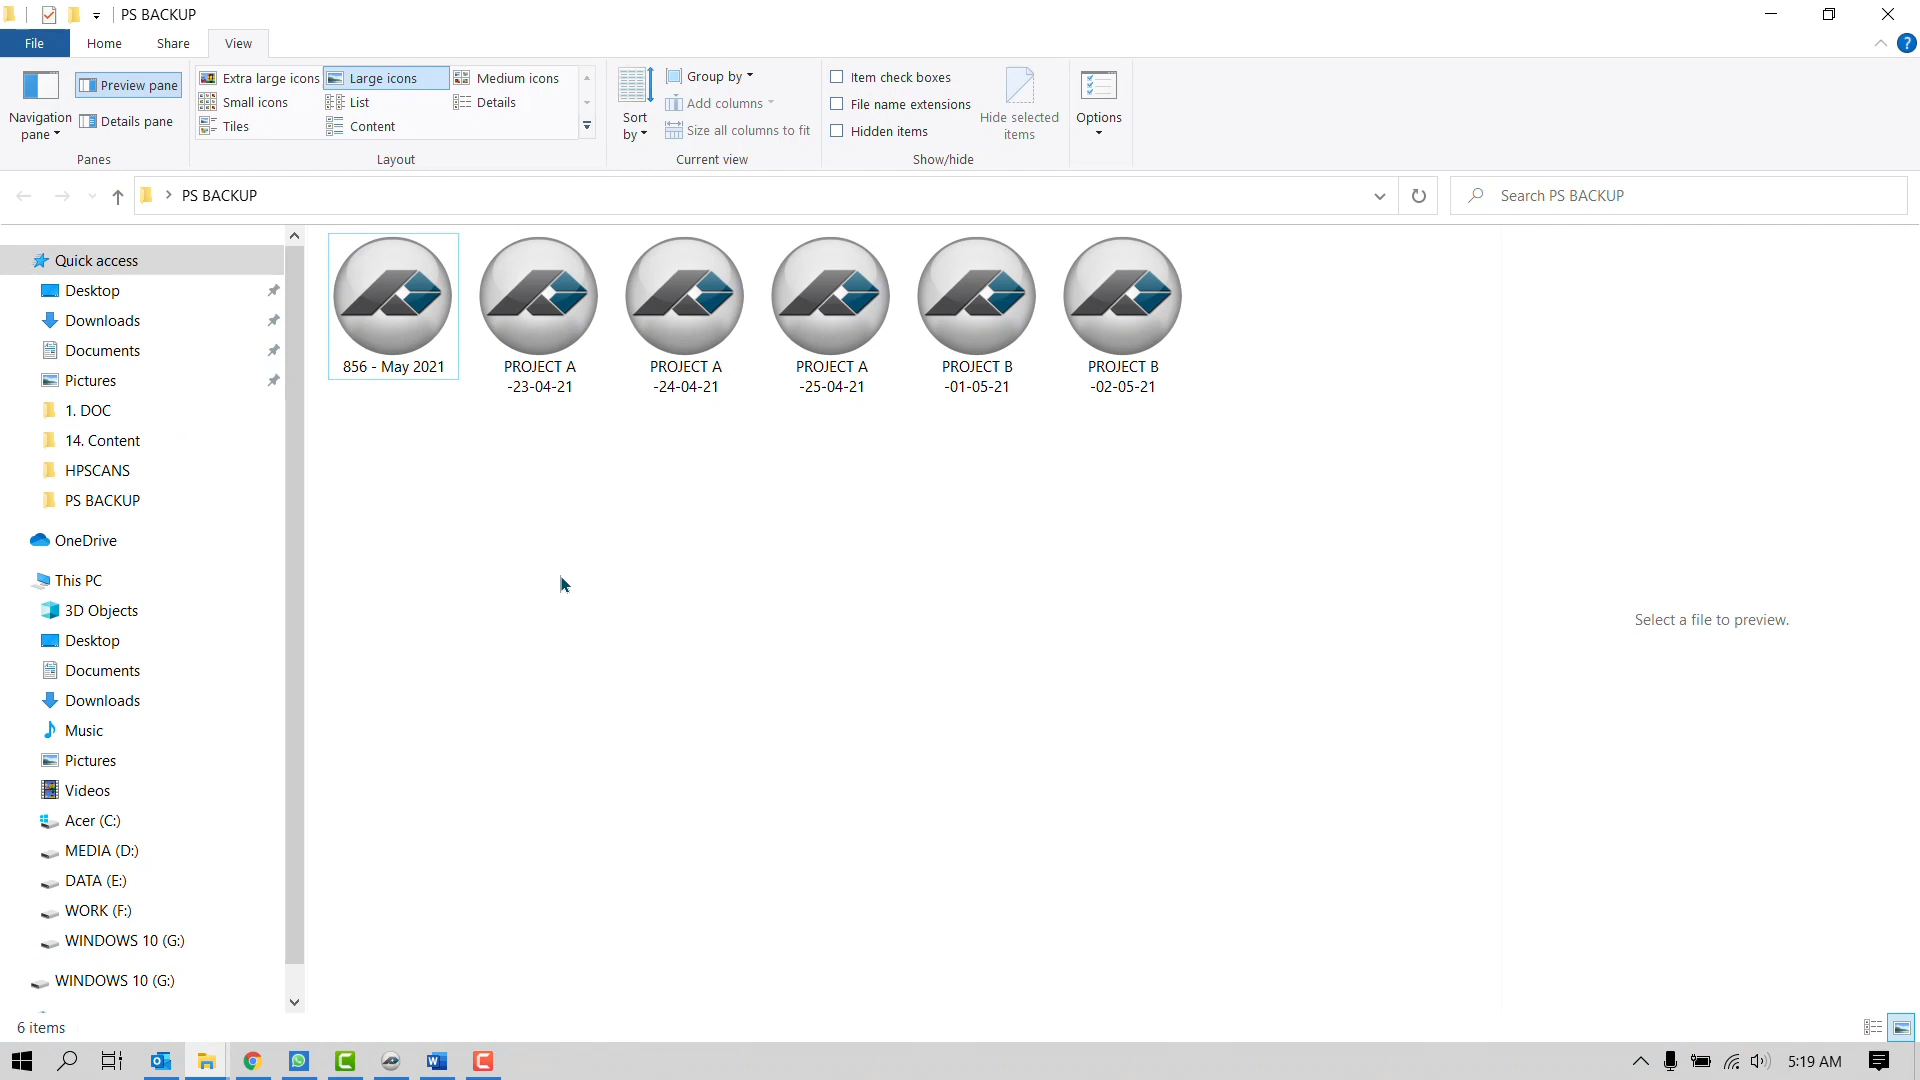 PS BACKUP
File
Home
Share
View
Navigation
pane
Preview pane
Details pane
Panes
Extra large icons
Large icons
Medium icons
Small icons
List
Details
Tiles
Content
Layout
Sort
by
Group by
Add columns
Size all columns to fit
Current view
Item check boxes
File name extensions
Hidden items
Hide selected
items
Show/hide
Options
PS BACKUP
Search PS BACKUP
Quick access
Desktop
Downloads
Documents
Pictures
1. DOC
14. Content
HPSCANS
PS BACKUP
OneDrive
This PC
3D Objects
Desktop
Documents
Downloads
Music
Pictures
Videos
Acer (C:)
MEDIA (D:)
DATA (E:)
WORK (F:)
WINDOWS 10 (G:)
WINDOWS 10 (G:)
856 - May 2021
PROJECT A
-23-04-21
PROJECT A
-24-04-21
PROJECT A
-25-04-21
PROJECT B
-01-05-21
PROJECT B
-02-05-21
Select a file to preview.
6 items
5:19 AM